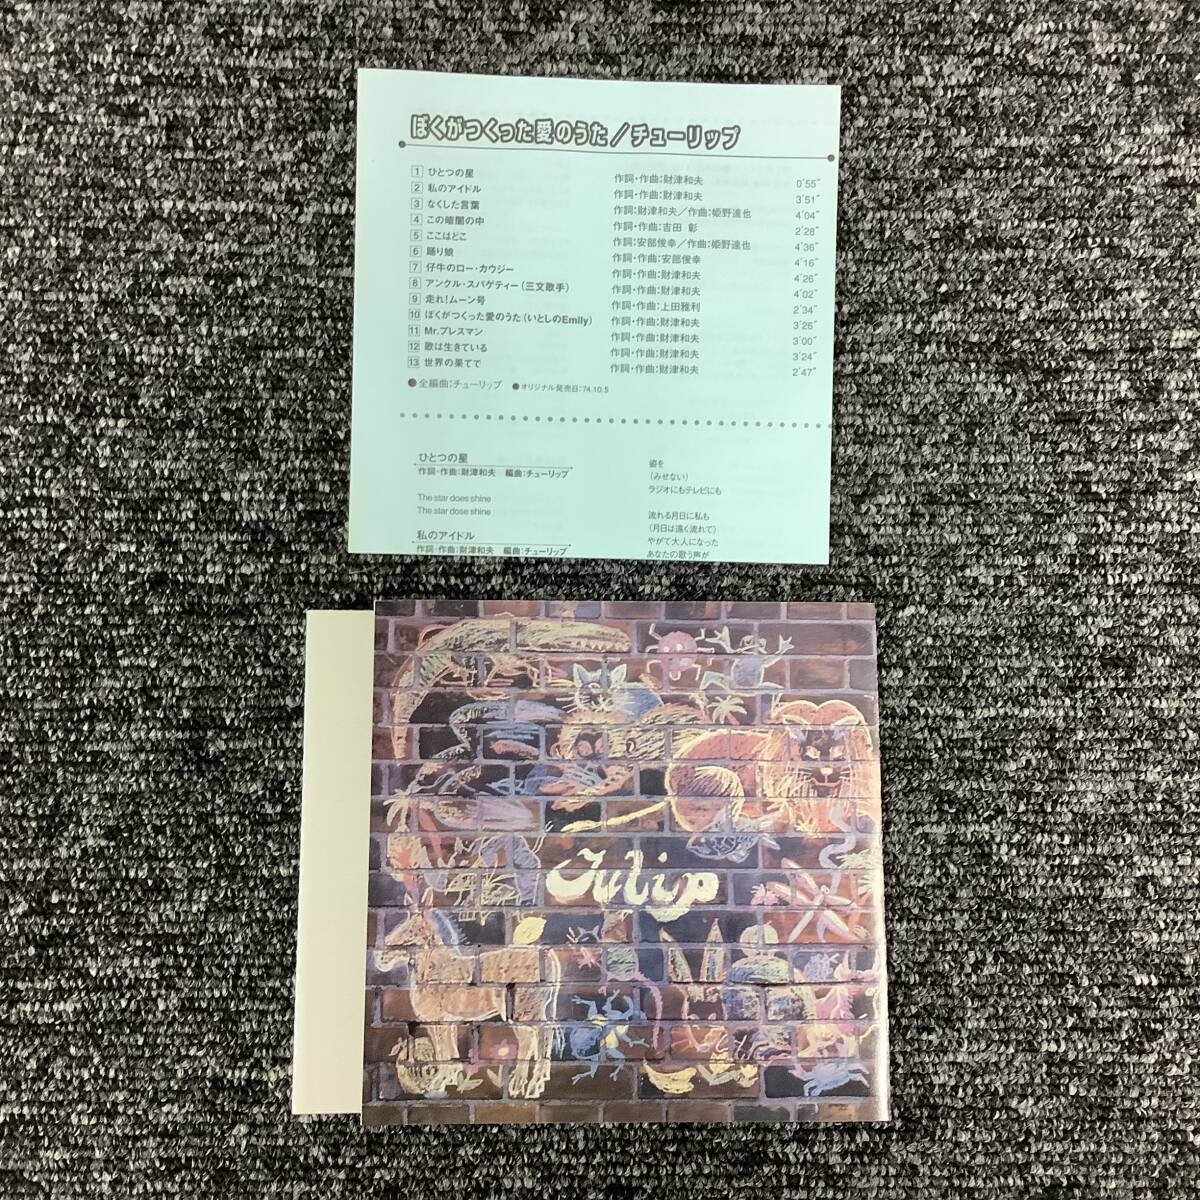 ぼくがつくった愛のうた／チューリップ
1 ひとつの星 作詞・作曲：財津和夫 0'55"
2 私のアイドル 作詞・作曲：財津和夫 3'51"
3 なくした言葉 作詞：財津和夫／作曲：姫野達也 4'04"
4 この暗闇の中 作詞・作曲：吉田 彰 2'28"
5 ここはどこ 作詞：安部俊幸／作曲：姫野達也 4'36"
6 踊り娘 作詞・作曲：安部俊幸 4'16"
7 仔牛のロー・カウジー 作詞・作曲：財津和夫 4'26"
8 アンクル・スパゲティー（三文歌手） 作詞・作曲：財津和夫 4'02"
9 走れ！ムーン号 作詞・作曲：上田雅利 2'34"
10 ぼくがつくった愛のうた（いとしのEmily） 作詞・作曲：財津和夫 3'26"
11 Mr.プレスマン 作詞・作曲：財津和夫 3'00"
12 歌は生きている 作詞・作曲：財津和夫 3'24"
13 世界の果てで 作詞・作曲：財津和夫 2'47"
●全編曲：チューリップ ●オリジナル発売日：74.10.5
ひとつの星
作詞・作曲：財津和夫 編曲：チューリップ
The star does shine
The star dose shine
私のアイドル
作詞・作曲：財津和夫 編曲：チューリップ
姿を
（みせない）
ラジオにもテレビにも
流れる月日に私も
（月日は遠く流れて）
やがて大人になった
あなたの歌う声が
Tulip